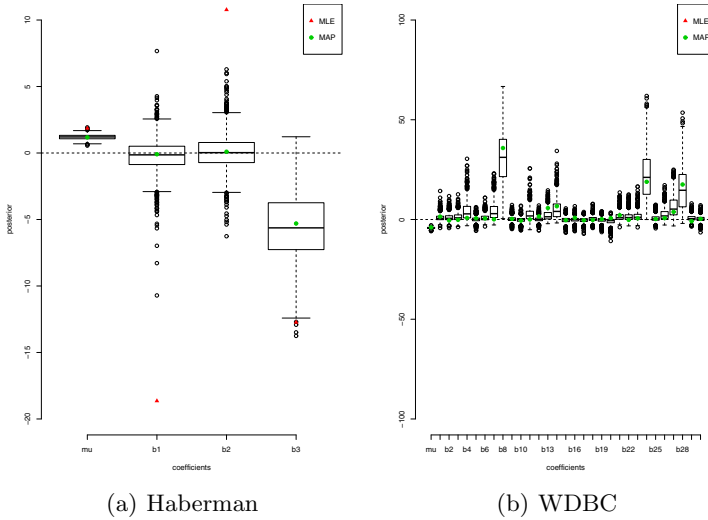 MLE
MAP
10
5
0
−5
−10
−15
−20
posterior
mu b1 b2 b3
coefficients
(a) Haberman
MLE
MAP
100
50
0
−50
−100
posterior
mu b2 b4 b6 b8 b10 b13 b16 b19 b22 b25 b28
coefficients
(b) WDBC